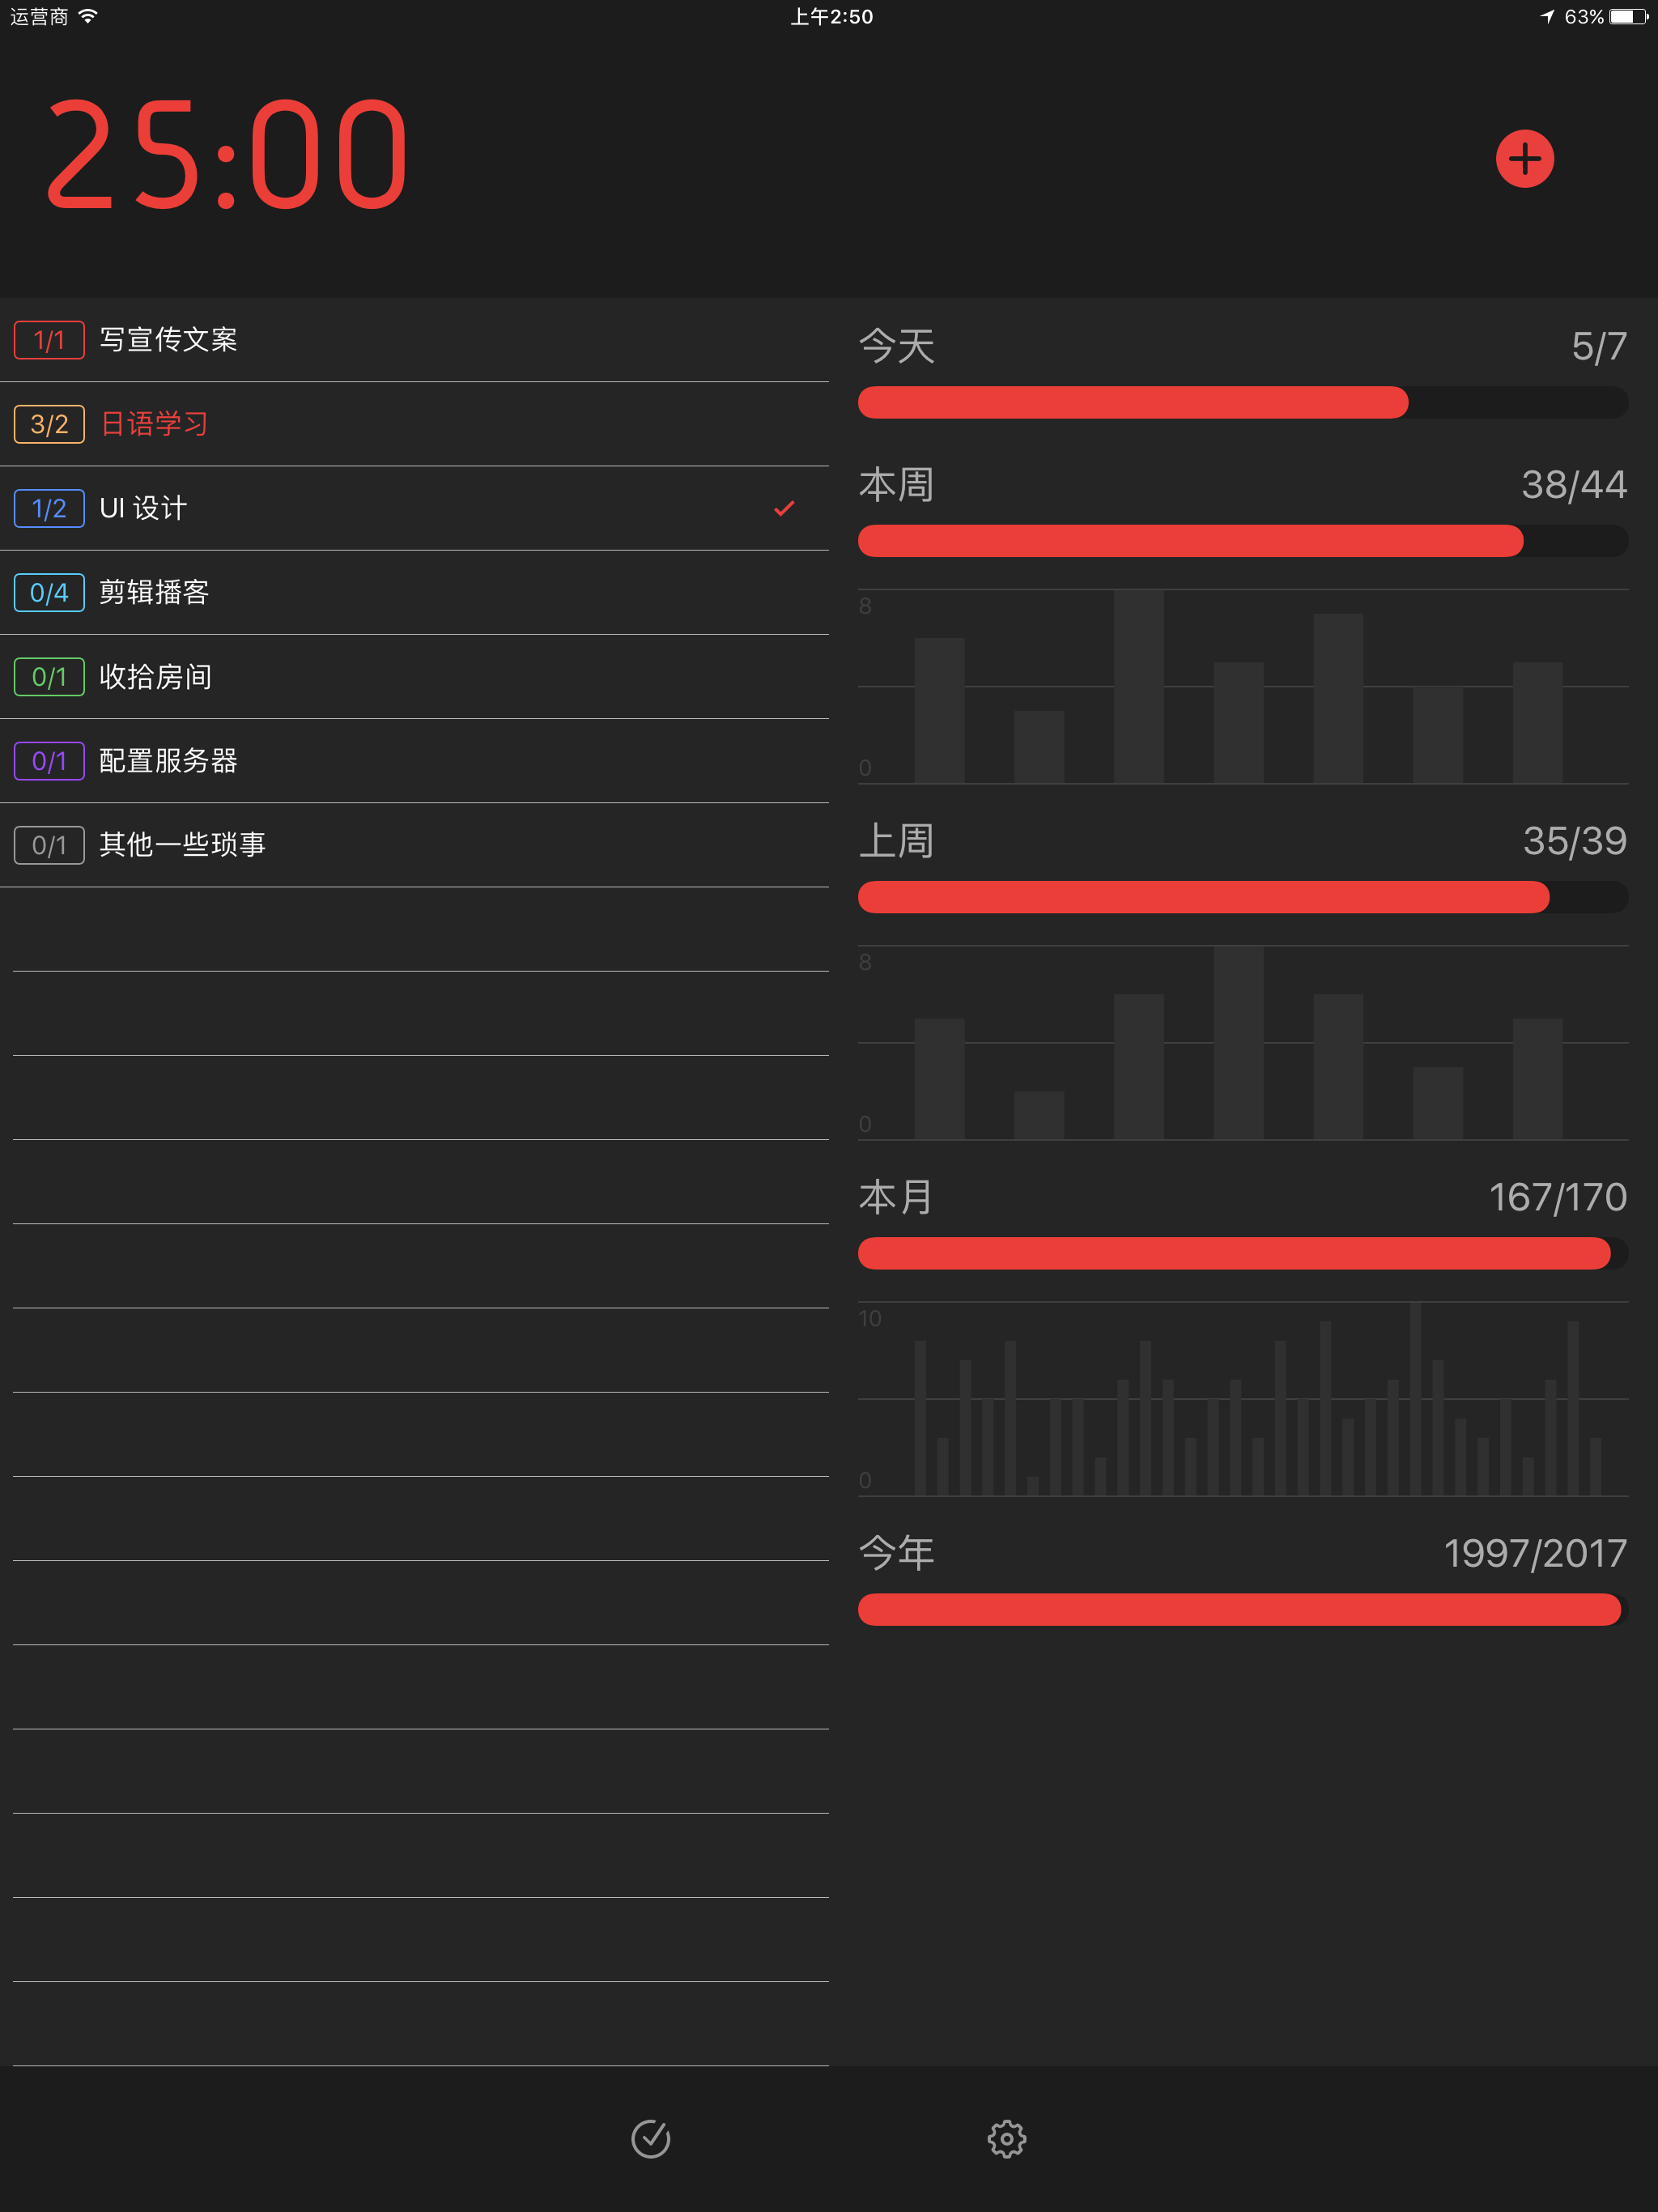 运营商 上午2:50 63%
25:00
1/1 写宣传文案
3/2 日语学习
1/2 UI 设计
0/4 剪辑播客
0/1 收拾房间
0/1 配置服务器
0/1 其他一些琐事
今天 5/7
本周 38/44
8
0
上周 35/39
8
0
本月 167/170
10
0
今年 1997/2017